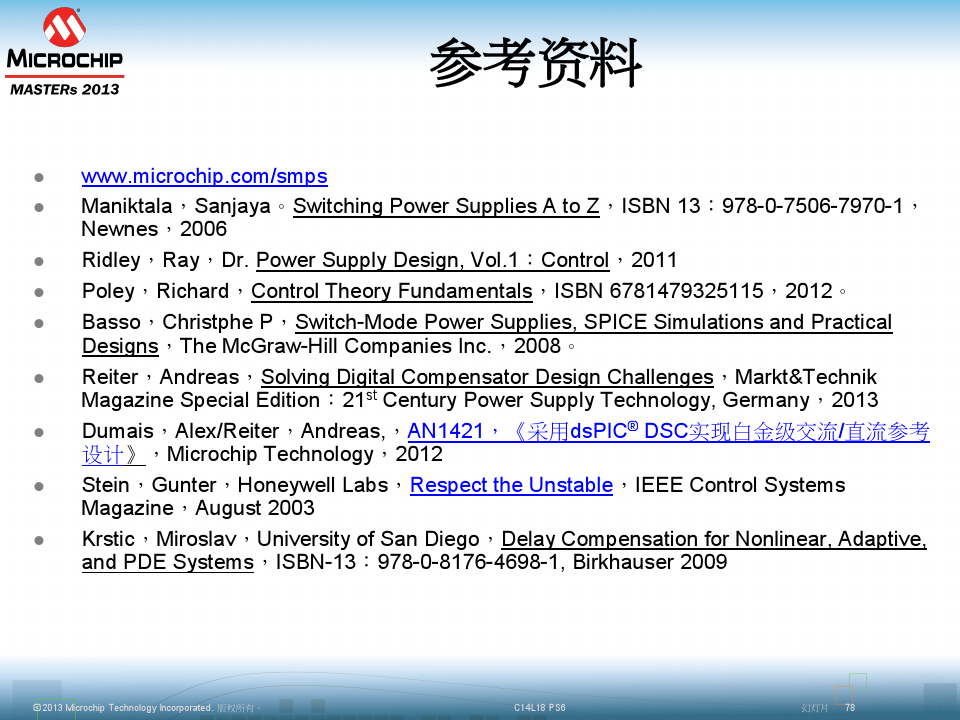 MICROCHIP
MASTERs 2013
参考资料
www.microchip.com/smps
Maniktala，Sanjaya。Switching Power Supplies A to Z，ISBN 13：978-0-7506-7970-1，
Newnes，2006
Ridley，Ray，Dr. Power Supply Design, Vol.1：Control，2011
Poley，Richard，Control Theory Fundamentals，ISBN 6781479325115，2012。
Basso，Christphe P，Switch-Mode Power Supplies, SPICE Simulations and Practical
Designs，The McGraw-Hill Companies Inc.，2008。
Reiter，Andreas，Solving Digital Compensator Design Challenges，Markt&Technik
Magazine Special Edition：21st Century Power Supply Technology, Germany，2013
Dumais，Alex/Reiter，Andreas,，AN1421，《采用dsPIC® DSC实现白金级交流/直流参考
设计》，Microchip Technology，2012
Stein，Gunter，Honeywell Labs，Respect the Unstable，IEEE Control Systems
Magazine，August 2003
Krstic，Miroslav，University of San Diego，Delay Compensation for Nonlinear, Adaptive,
and PDE Systems，ISBN-13：978-0-8176-4698-1, Birkhauser 2009
©2013 Microchip Technology Incorporated. 版权所有。
C14L18 PS6
幻灯片 78